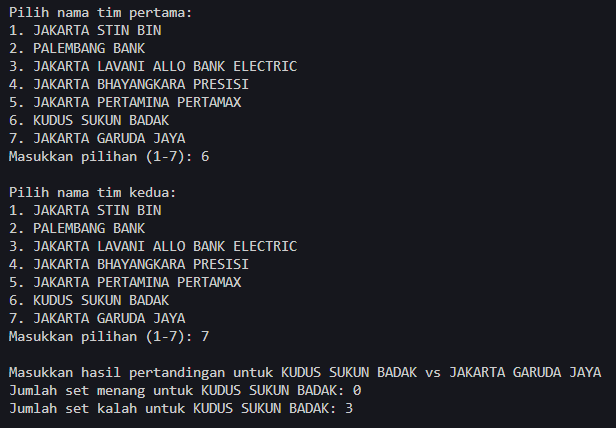 Pilih nama tim pertama:
1. JAKARTA STIN BIN
2. PALEMBANG BANK
3. JAKARTA LAVANI ALLO BANK ELECTRIC
4. JAKARTA BHAYANGKARA PRESISI
5. JAKARTA PERTAMINA PERTAMAX
6. KUDUS SUKUN BADAK
7. JAKARTA GARUDA JAYA
Masukkan pilihan (1-7): 6
Pilih nama tim kedua:
1. JAKARTA STIN BIN
2. PALEMBANG BANK
3. JAKARTA LAVANI ALLO BANK ELECTRIC
4. JAKARTA BHAYANGKARA PRESISI
5. JAKARTA PERTAMINA PERTAMAX
6. KUDUS SUKUN BADAK
7. JAKARTA GARUDA JAYA
Masukkan pilihan (1-7): 7
Masukkan hasil pertandingan untuk KUDUS SUKUN BADAK vs JAKARTA GARUDA JAYA
Jumlah set menang untuk KUDUS SUKUN BADAK: 0
Jumlah set kalah untuk KUDUS SUKUN BADAK: 3